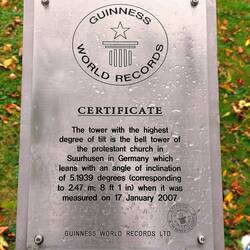 GUINNESS
WORLD RECORDS
CERTIFICATE
The tower with the highest
degree of tilt is the bell tower of
the protestant church in
Suurhusen in Germany which
leans with an angle of inclination
of 5.1939 degrees (corresponding
to 2.47 m; 8 ft 1 in) when it was
measured on 17 January 2007
GUINNESS WORLD RECORDS LTD